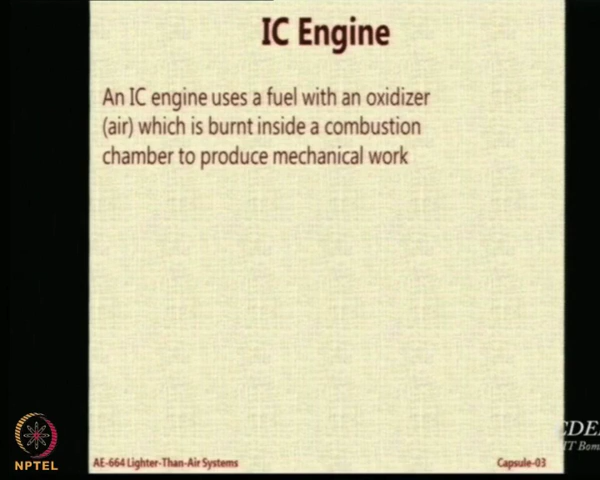 IC Engine
An IC engine uses a fuel with an oxidizer
(air) which is burnt inside a combustion
chamber to produce mechanical work
NPTEL
AE-664 Lighter-Than-Air Systems
Capsule-03